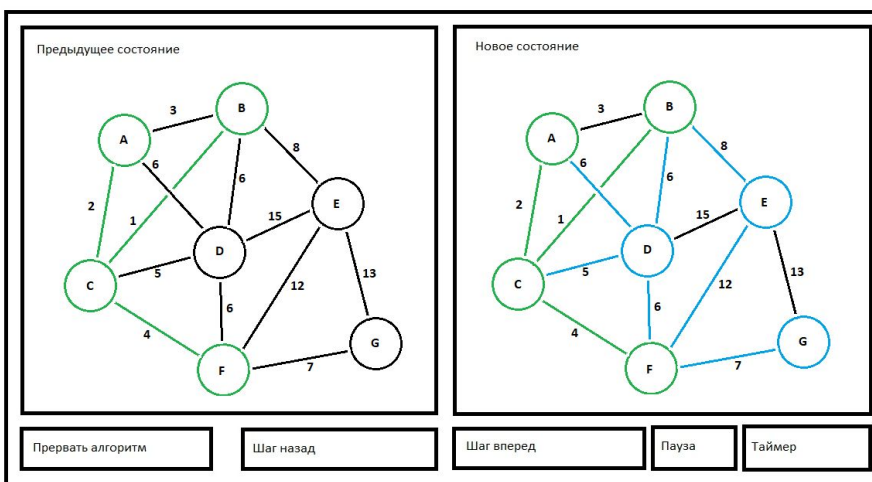 Предыдущее состояние
3
B
A
6
8
6
2
1
15
E
D
5
C
12
13
6
4
G
F
7
Новое состояние
3
B
A
6
8
6
2
1
15
E
D
5
C
12
13
6
4
G
F
7
Прервать алгоритм
Шаг назад
Шаг вперед
Пауза
Таймер